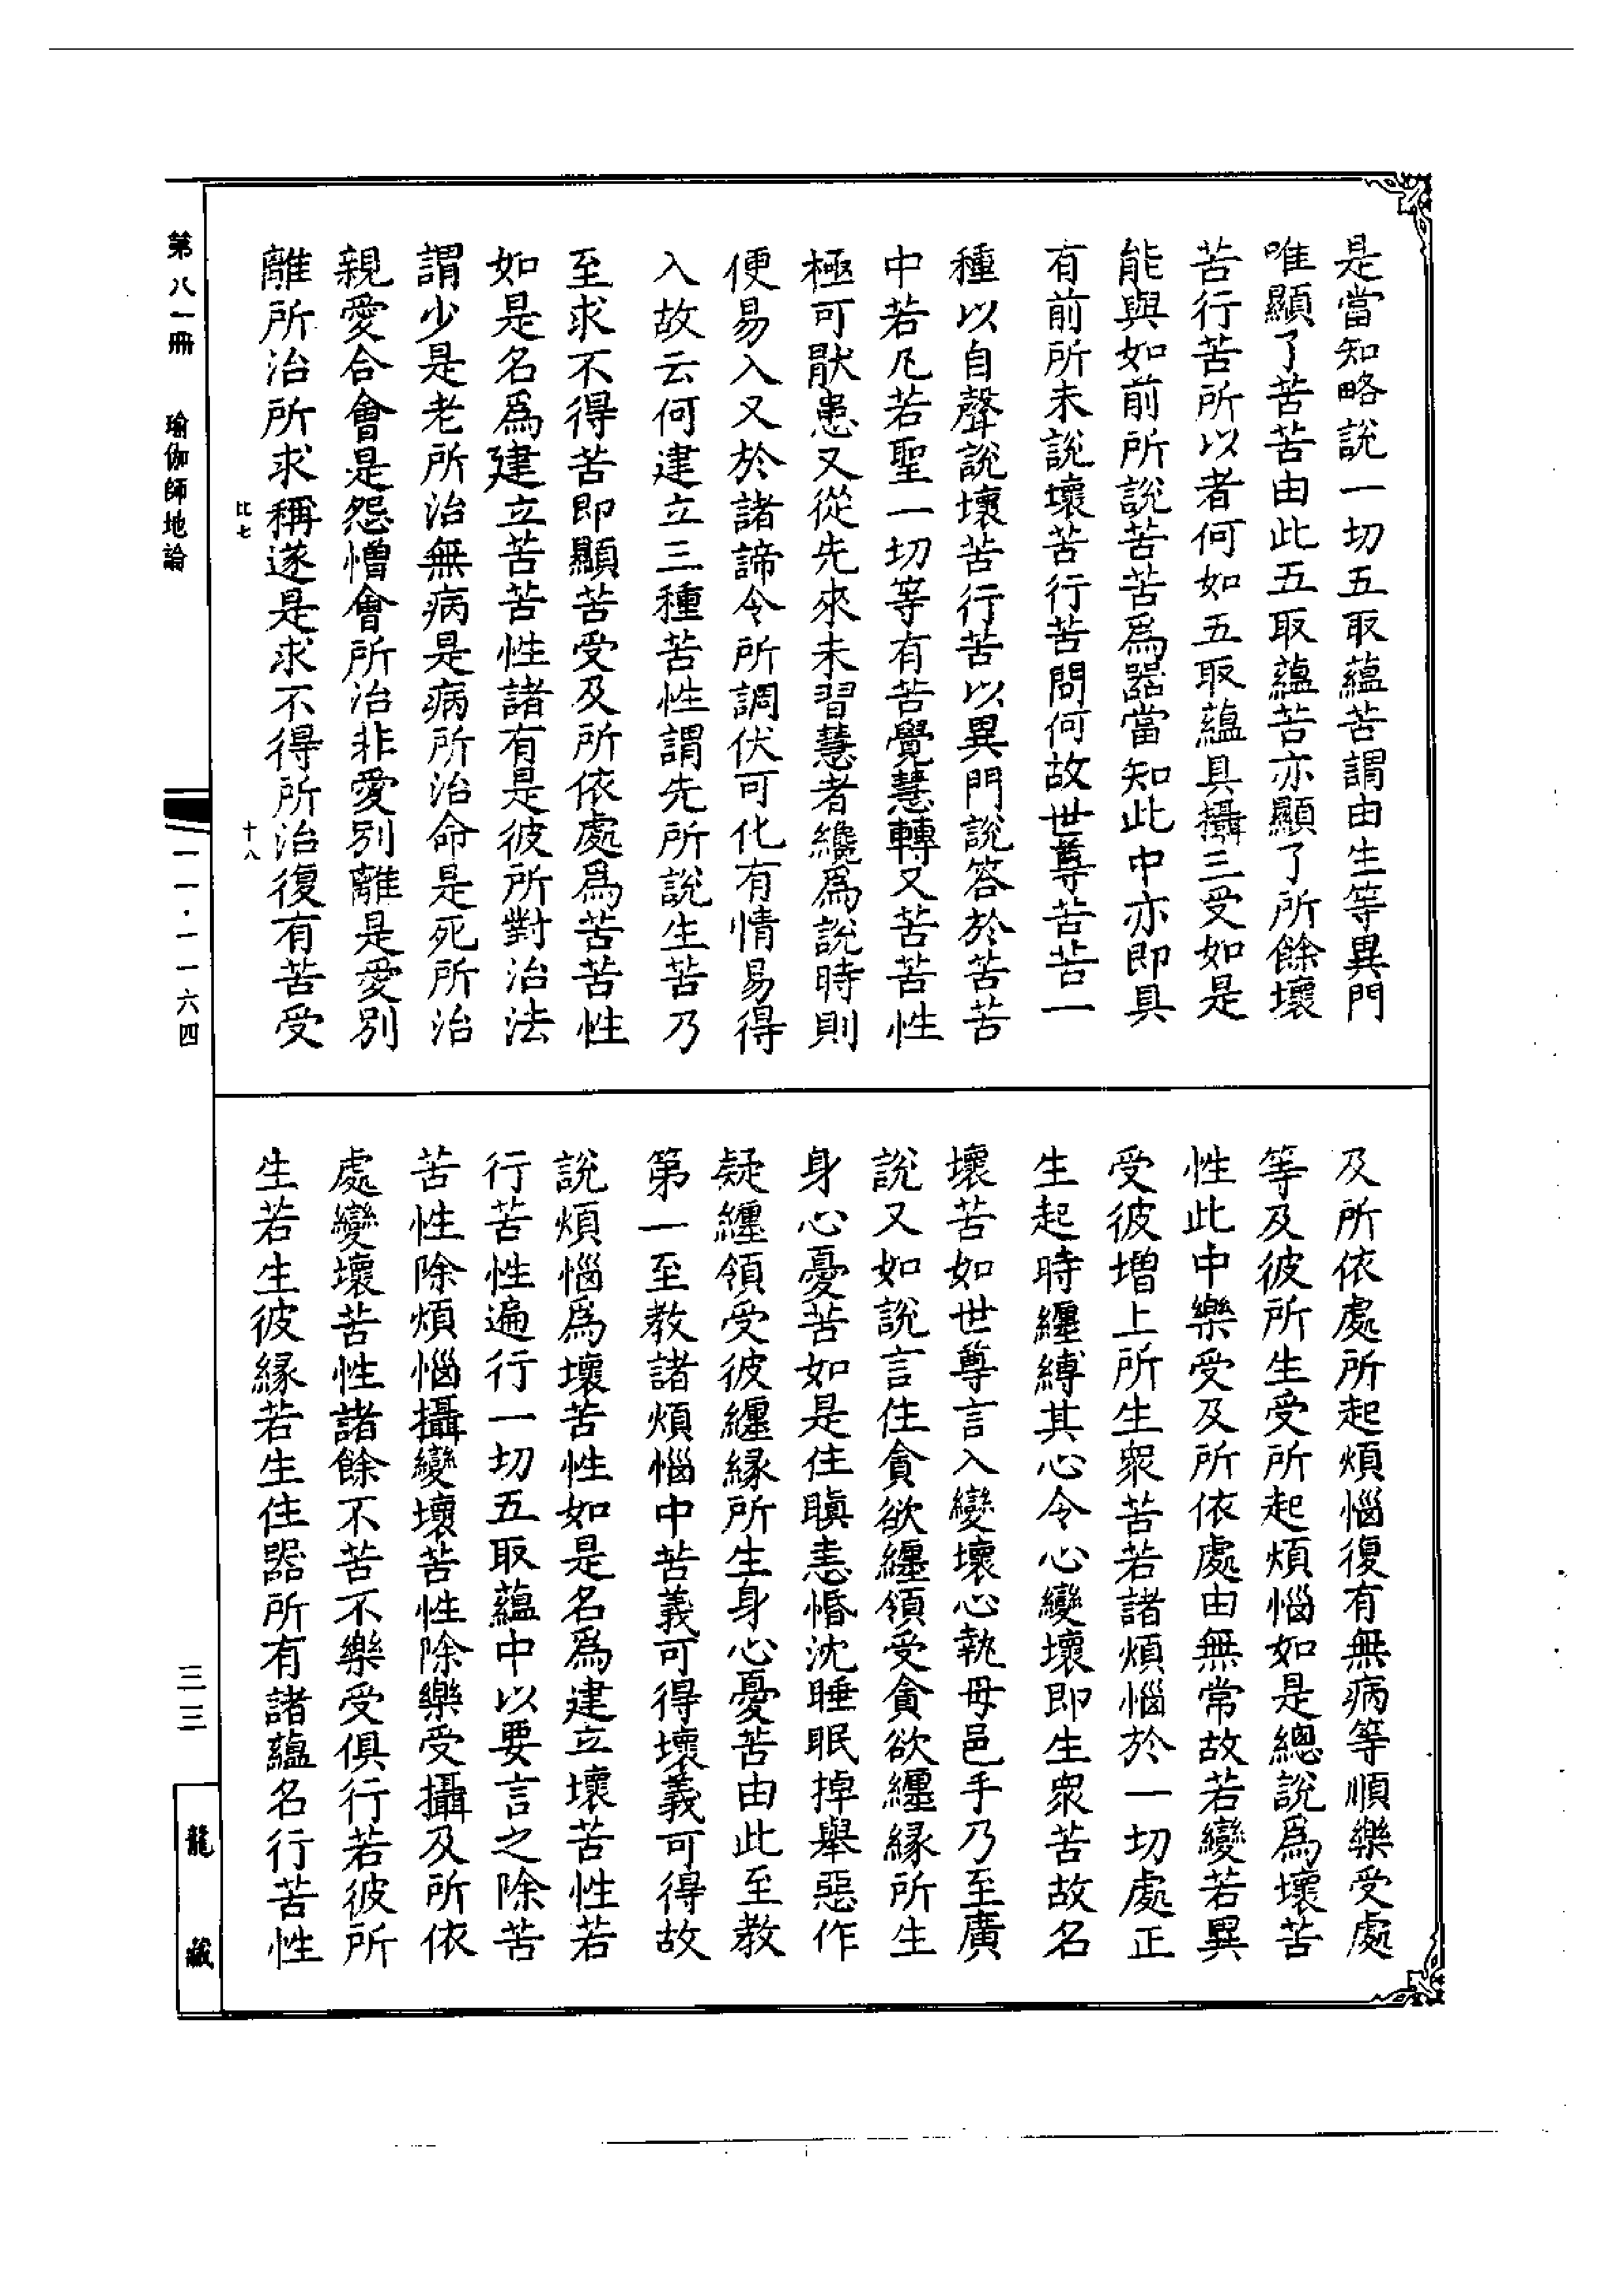 是當知略說一切五取蘊苦謂由生等異門
唯顯了苦苦由此五取蘊苦亦顯了所餘壞
苦行苦所以者何如五取蘊具攝三受如是
能與如前所說苦苦爲器當知此中亦即具
有前所未說壞苦行苦問何故世尊苦苦一
種以自聲說壞苦行苦以異門說答於苦苦
中若凡若聖一切等有苦覺慧轉又苦苦性
極可猒患又從先來未習慧者纔爲說時則
便易入又於諸諦令所調伏可化有情易得
入故云何建立三種苦性謂先所說生苦乃
至求不得苦即顯苦受及所依處爲苦苦性
如是名爲建立苦苦性諸有是彼所對治法
謂少是老所治無病是病所治命是死所治
親愛合會是怨憎會所治非愛別離是愛別
離所治所求稱遂是求不得所治復有苦受
及所依處所起煩惱復有無病等順樂受處
等及彼所生受所起煩惱如是總說爲壞苦
性此中樂受及所依處由無常故若變若異
受彼增上所生衆苦若諸煩惱於一切處正
生起時纏縛其心令心變壞即生衆苦故名
壞苦如世尊言入變壞心執母邑手乃至廣
說又如說言住貪欲纏領受貪欲纏緣所生
身心憂苦如是住瞋恚惛沈睡眠掉舉惡作
疑纏領受彼纏緣所生身心憂苦由此至教
第一至教諸煩惱中苦義可得壞義可得故
說煩惱爲壞苦性如是名爲建立壞苦性若
行苦性遍行一切五取蘊中以要言之除苦
苦性除煩惱攝變壞苦性除樂受攝及所依
處變壞苦性諸餘不苦不樂受俱行若彼所
生若生彼緣若生住器所有諸蘊名行苦性
比七
十八
第八一冊
瑜伽師地論
一一·一一六四
三三
龍藏